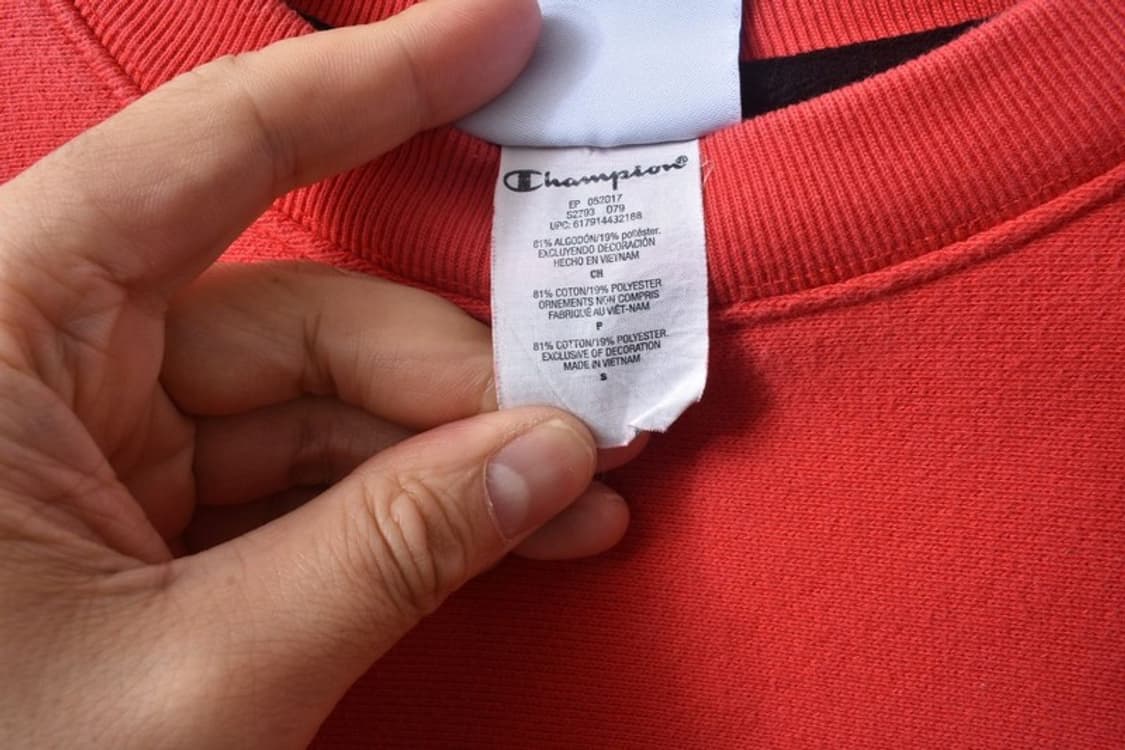 Champion®
EP 052017
S2793 079
UPC: 617914432188
81% ALGODÓN/19% poliéster.
EXCLUYENDO DECORACIÓN
HECHO EN VIETNAM
CH
81% COTON/19% POLYESTER
ORNEMENTS NON COMPRIS
FABRIQUÉ AU VIÊT-NAM
P
81% COTTON/19% POLYESTER.
EXCLUSIVE OF DECORATION
MADE IN VIETNAM
S